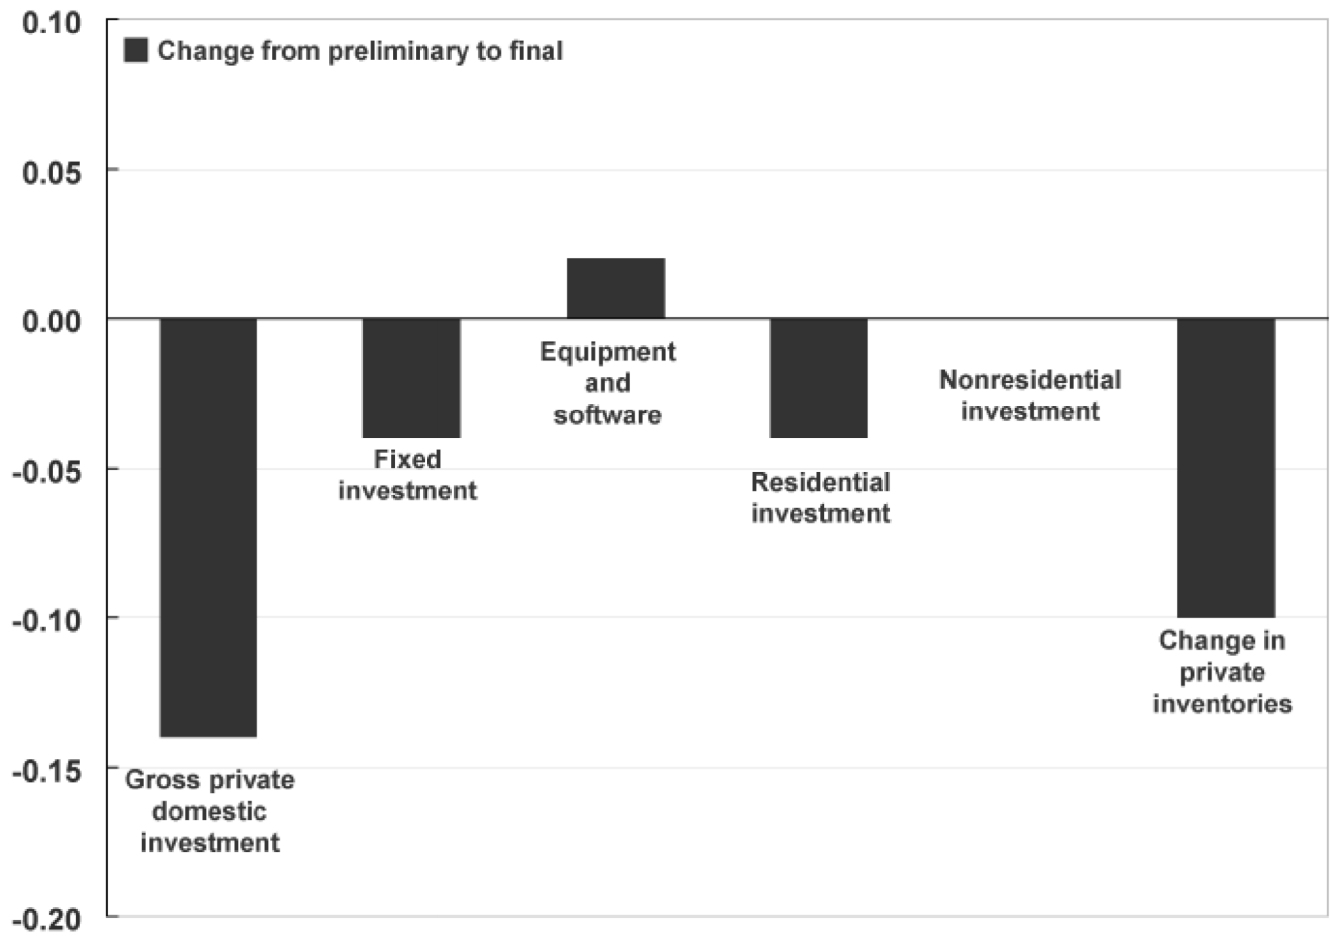 0.10
Change from preliminary to final
0.05
0.00
Equipment
and
software
Nonresidential
investment
Fixed
investment
-0.05
Residential
investment
-0.10
Change in
private
inventories
-0.15
Gross private
domestic
investment
-0.20